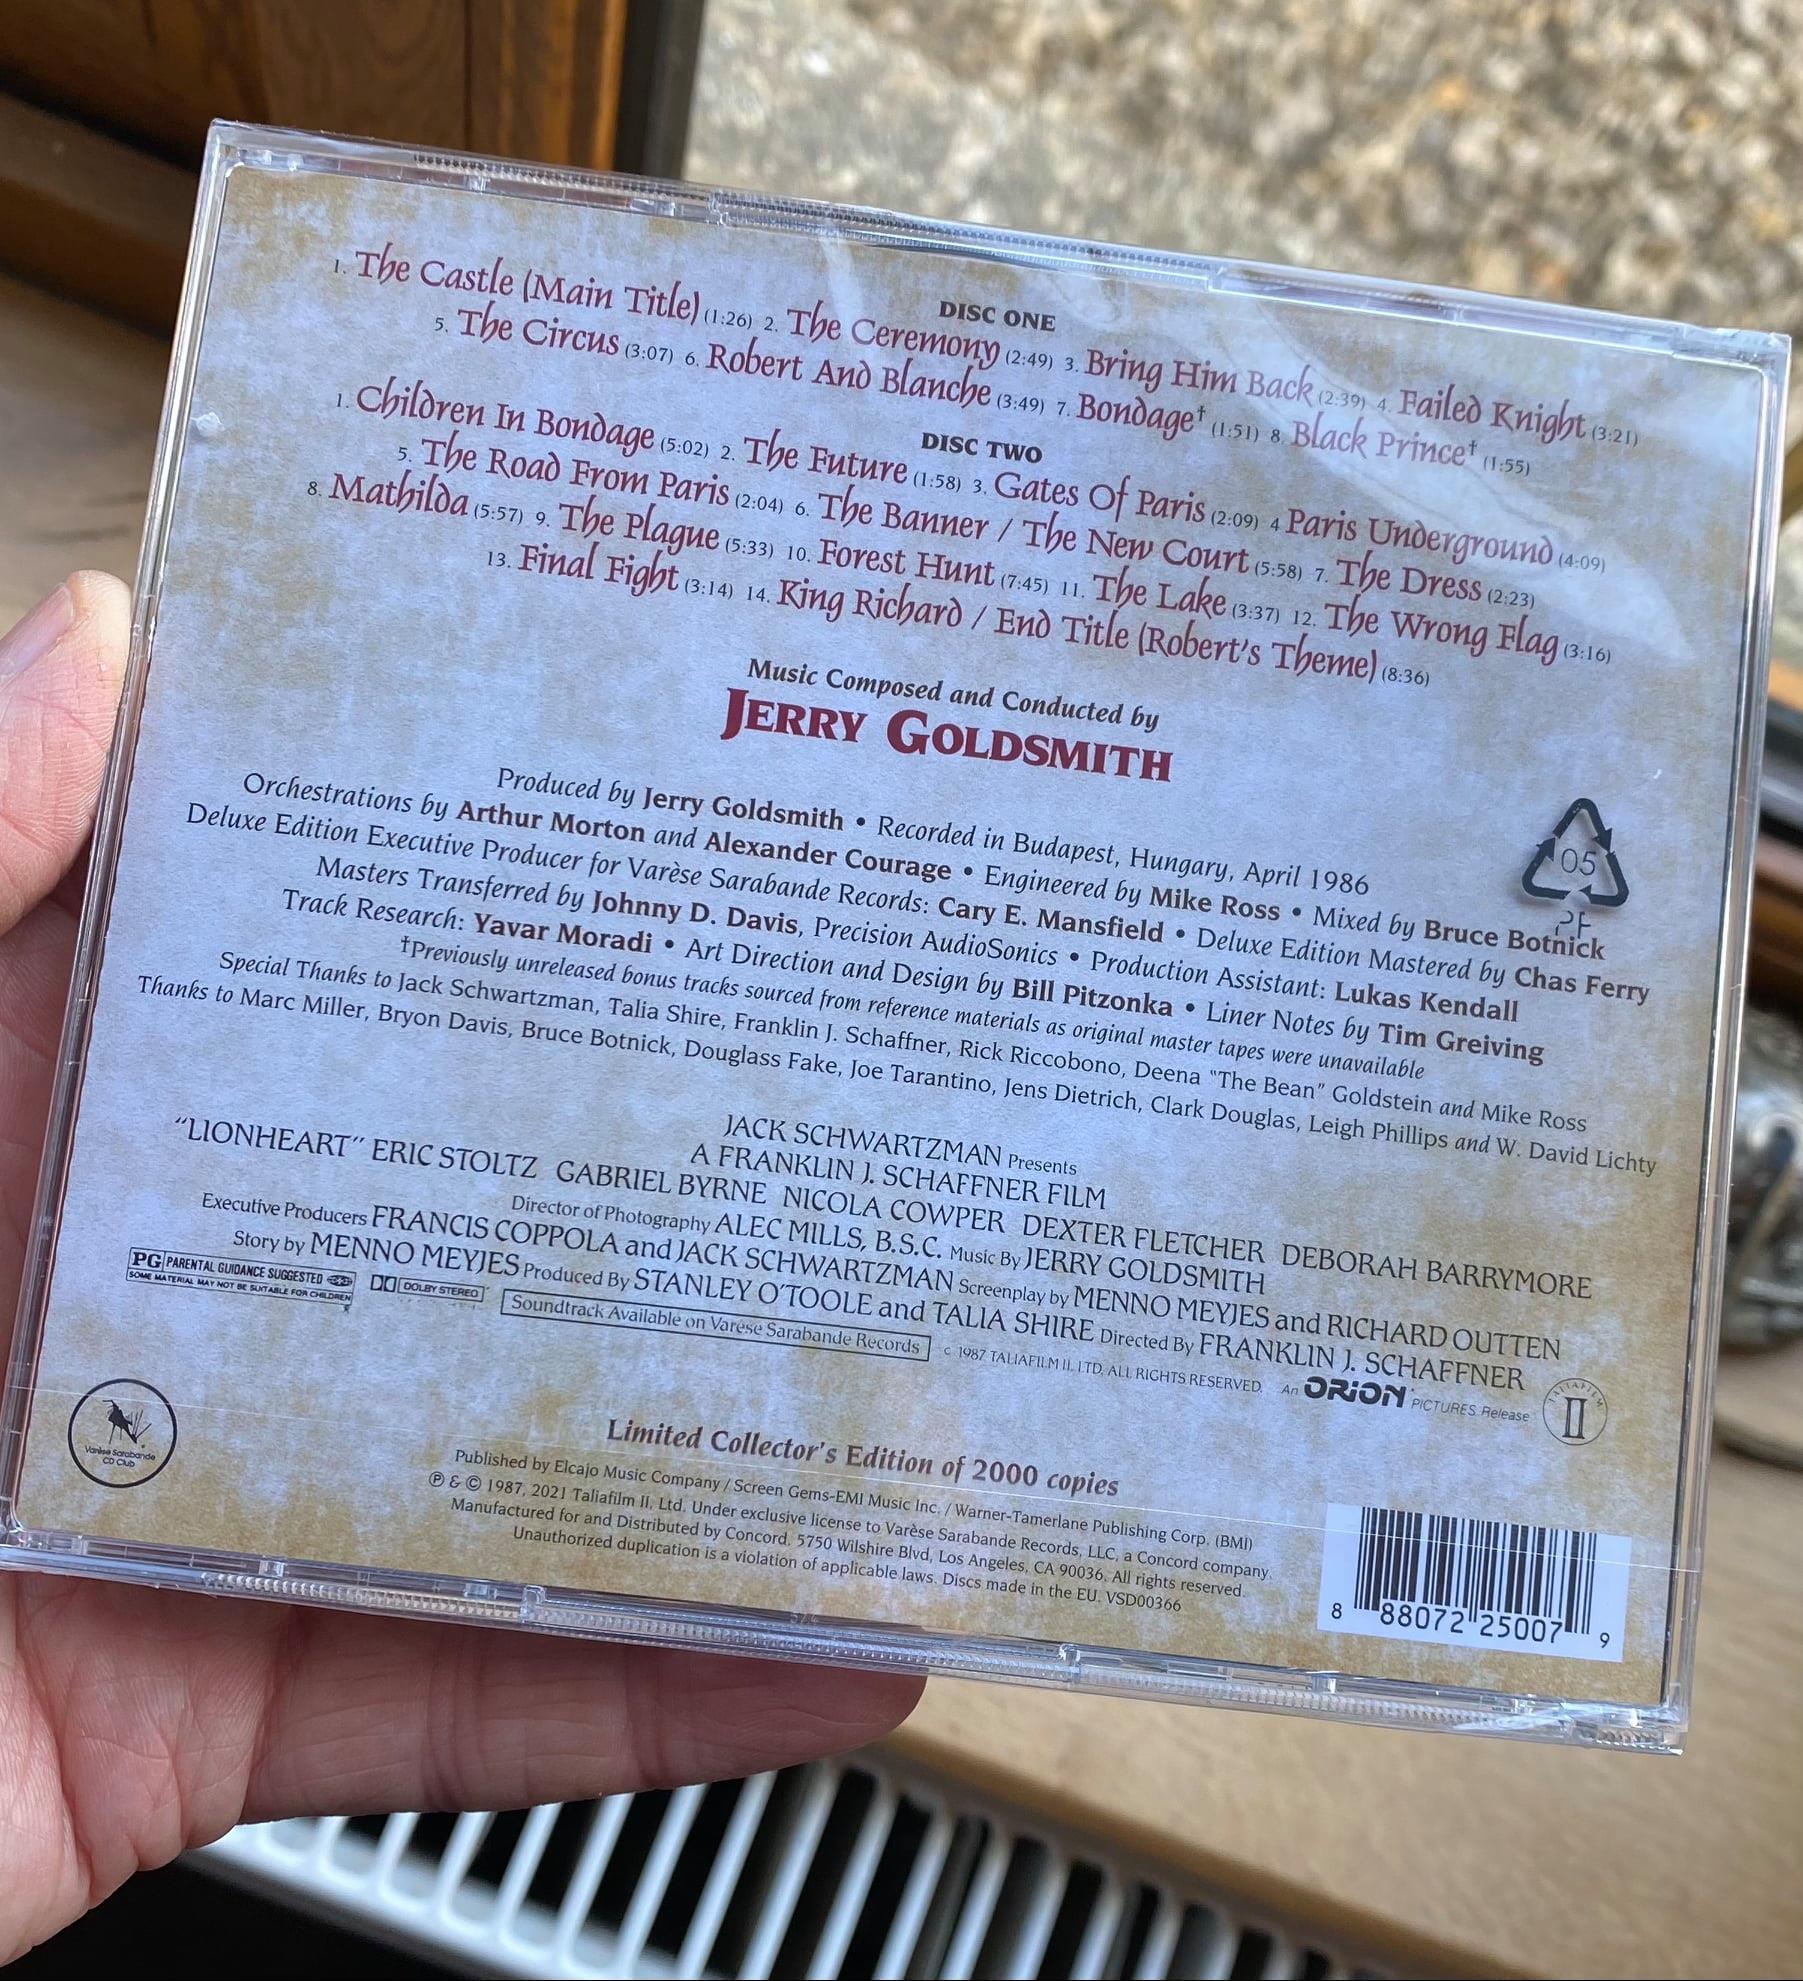 DISC ONE
1. The Castle (Main Title) (1:26) 2. The Ceremony (2:49) 3. Bring Him Back (2:39) 4. Failed Knight (3:21)
5. The Circus (3:07) 6. Robert And Blanche (3:49) 7. Bondage† (1:51) 8. Black Prince† (1:55)
DISC TWO
1. Children In Bondage (5:02) 2. The Future (1:58) 3. Gates Of Paris (2:09) 4 Paris Underground (4:09)
5. The Road From Paris (2:04) 6. The Banner / The New Court (5:58) 7. The Dress (2:23)
8. Mathilda (5:57) 9. The Plague (5:33) 10. Forest Hunt (7:45) 11. The Lake (3:37) 12. The Wrong Flag (3:16)
13. Final Fight (3:14) 14. King Richard / End Title (Robert's Theme) (8:36)
Music Composed and Conducted by
JERRY GOLDSMITH
Produced by Jerry Goldsmith • Recorded in Budapest, Hungary, April 1986
Orchestrations by Arthur Morton and Alexander Courage • Engineered by Mike Ross • Mixed by Bruce Botnick
Deluxe Edition Executive Producer for Varèse Sarabande Records: Cary E. Mansfield • Deluxe Edition Mastered by Chas Ferry
Masters Transferred by Johnny D. Davis, Precision AudioSonics • Production Assistant: Lukas Kendall
Track Research: Yavar Moradi • Art Direction and Design by Bill Pitzonka • Liner Notes by Tim Greiving
†Previously unreleased bonus tracks sourced from reference materials as original master tapes were unavailable
Special Thanks to Jack Schwartzman, Talia Shire, Franklin J. Schaffner, Rick Riccobono, Deena "The Bean" Goldstein and Mike Ross
Thanks to Marc Miller, Bryon Davis, Bruce Botnick, Douglass Fake, Joe Tarantino, Jens Dietrich, Clark Douglas, Leigh Phillips and W. David Lichty
05
JACK SCHWARTZMAN Presents
A FRANKLIN J. SCHAFFNER FILM
"LIONHEART" ERIC STOLTZ GABRIEL BYRNE NICOLA COWPER DEXTER FLETCHER DEBORAH BARRYMORE
Director of Photography ALEC MILLS, B.S.C. Music By JERRY GOLDSMITH
Executive Producers FRANCIS COPPOLA and JACK SCHWARTZMAN Screenplay by MENNO MEYJES and RICHARD OUTTEN
Story by MENNO MEYJES Produced By STANLEY O'TOOLE and TALIA SHIRE Directed By FRANKLIN J. SCHAFFNER
PG PARENTAL GUIDANCE SUGGESTED
SOME MATERIAL MAY NOT BE SUITABLE FOR CHILDREN
DOLBY STEREO
Soundtrack Available on Varèse Sarabande Records
c 1987 TALIAFILM II, LTD. ALL RIGHTS RESERVED. An ORION PICTURES Release
TALIAFILM II
Varèse Sarabande
CD Club
Limited Collector's Edition of 2000 copies
Published by Elcajo Music Company / Screen Gems-EMI Music Inc. / Warner-Tamerlane Publishing Corp. (BMI)
℗ & © 1987, 2021 Taliafilm II, Ltd. Under exclusive license to Varèse Sarabande Records, LLC, a Concord company.
Manufactured for and Distributed by Concord, 5750 Wilshire Blvd, Los Angeles, CA 90036. All rights reserved.
Unauthorized duplication is a violation of applicable laws. Discs made in the EU. VSD00366
8 88072 25007 9